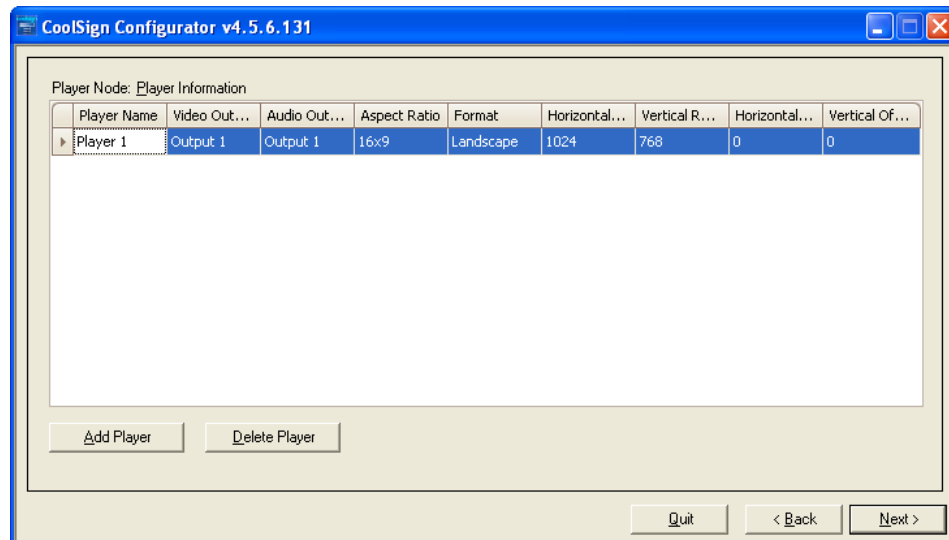 CoolSign Configurator v4.5.6.131
Player Node: Player Information
Player Name Video Out... Audio Out... Aspect Ratio Format Horizontal... Vertical R... Horizontal... Vertical Of...
Player 1 Output 1 Output 1 16x9 Landscape 1024 768 0 0
Add Player Delete Player
Quit < Back Next >